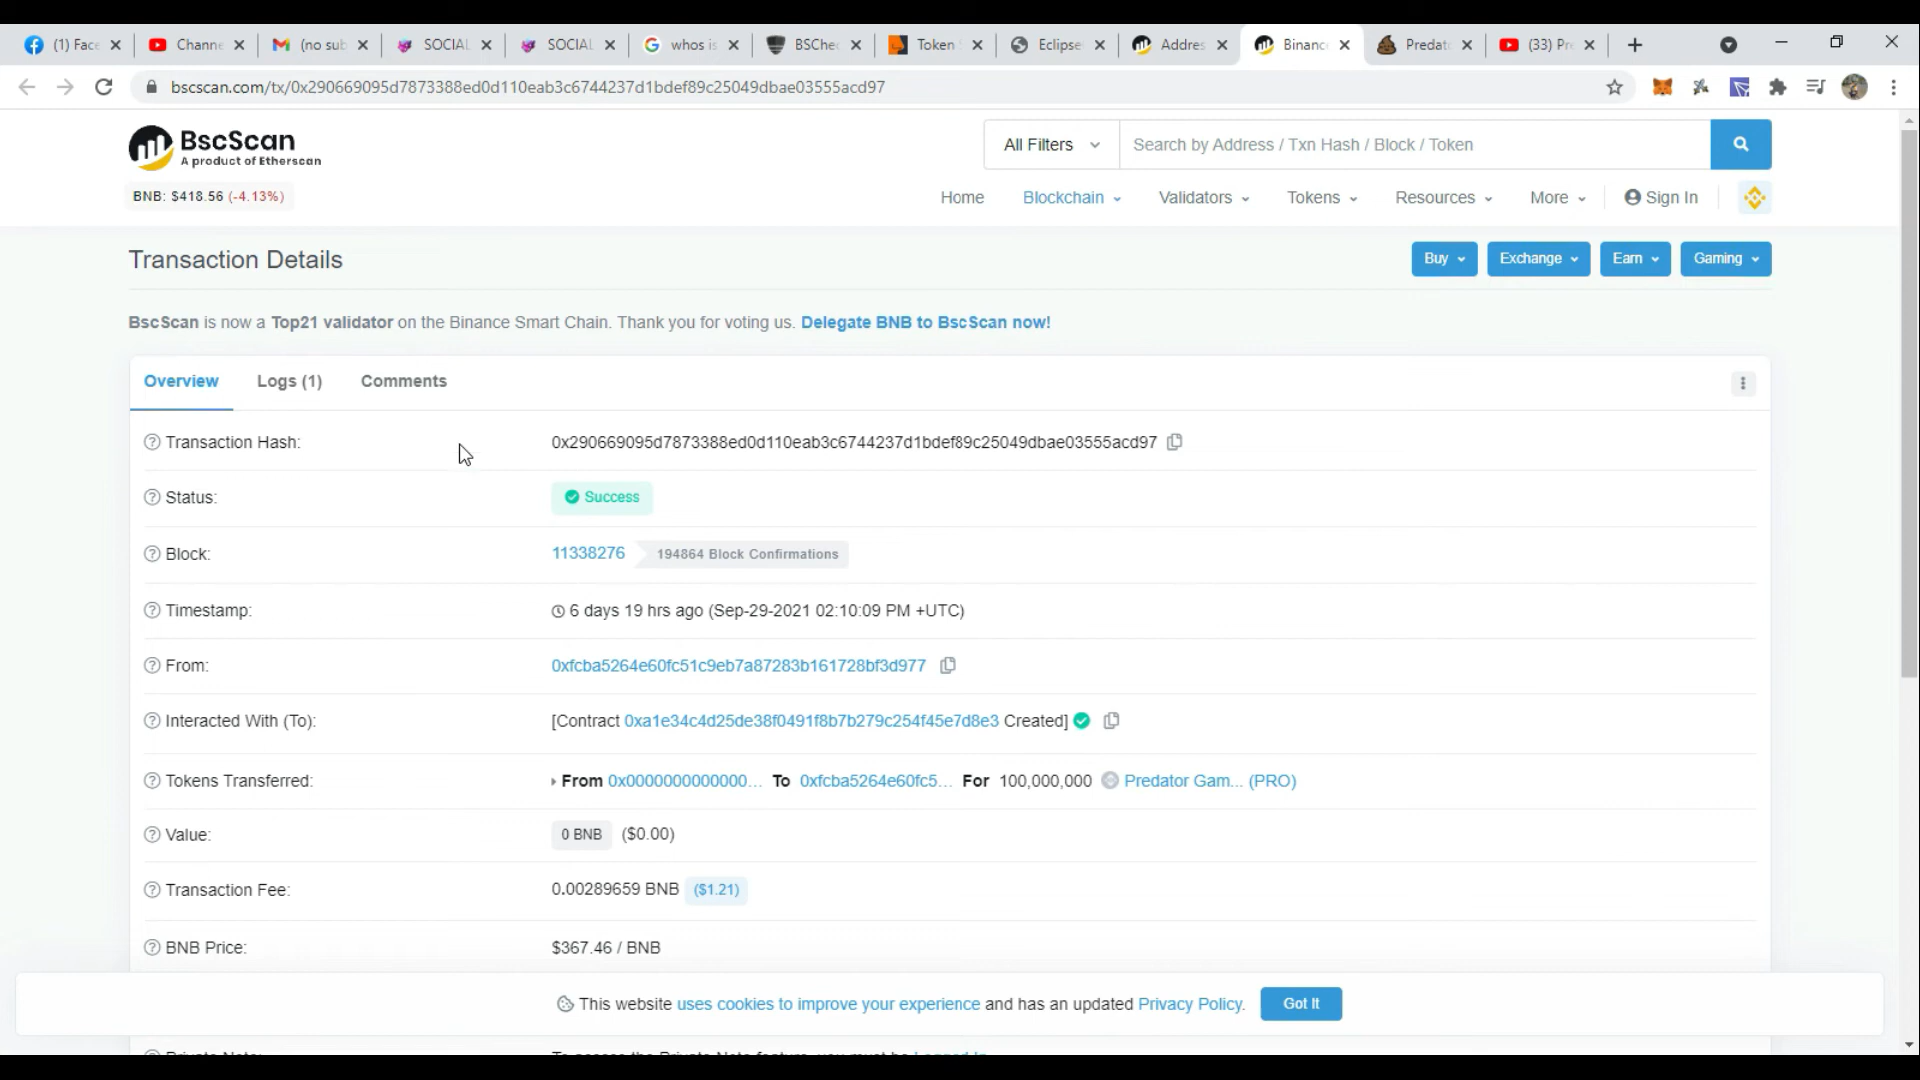 (1) Face
Channe
(no sub
SOCIAL
SOCIAL
whos is
BSChec
Token
Eclipse
Addres
Binanc
Predat
(33) Pr
bscscan.com/tx/0x290669095d7873388ed0d110eab3c6744237d1bdef89c25049dbae03555acd97
BscScan
A product of Etherscan
All Filters
Search by Address / Txn Hash / Block / Token
BNB: $418.56 (-4.13%)
Home Blockchain Validators Tokens Resources More Sign In
Transaction Details
Buy Exchange Earn Gaming
BscScan is now a Top21 validator on the Binance Smart Chain. Thank you for voting us. Delegate BNB to BscScan now!
Overview Logs (1) Comments
Transaction Hash: 0x290669095d7873388ed0d110eab3c6744237d1bdef89c25049dbae03555acd97
Status: Success
Block: 11338276 194864 Block Confirmations
Timestamp: 6 days 19 hrs ago (Sep-29-2021 02:10:09 PM +UTC)
From: 0xfcba5264e60fc51c9eb7a87283b161728bf3d977
Interacted With (To): [Contract 0xa1e34c4d25de38f0491f8b7b279c254f45e7d8e3 Created]
Tokens Transferred: From 0x0000000000000... To 0xfcba5264e60fc5... For 100,000,000 Predator Gam... (PRO)
Value: 0 BNB ($0.00)
Transaction Fee: 0.00289659 BNB ($1.21)
BNB Price: $367.46 / BNB
This website uses cookies to improve your experience and has an updated Privacy Policy. Got It